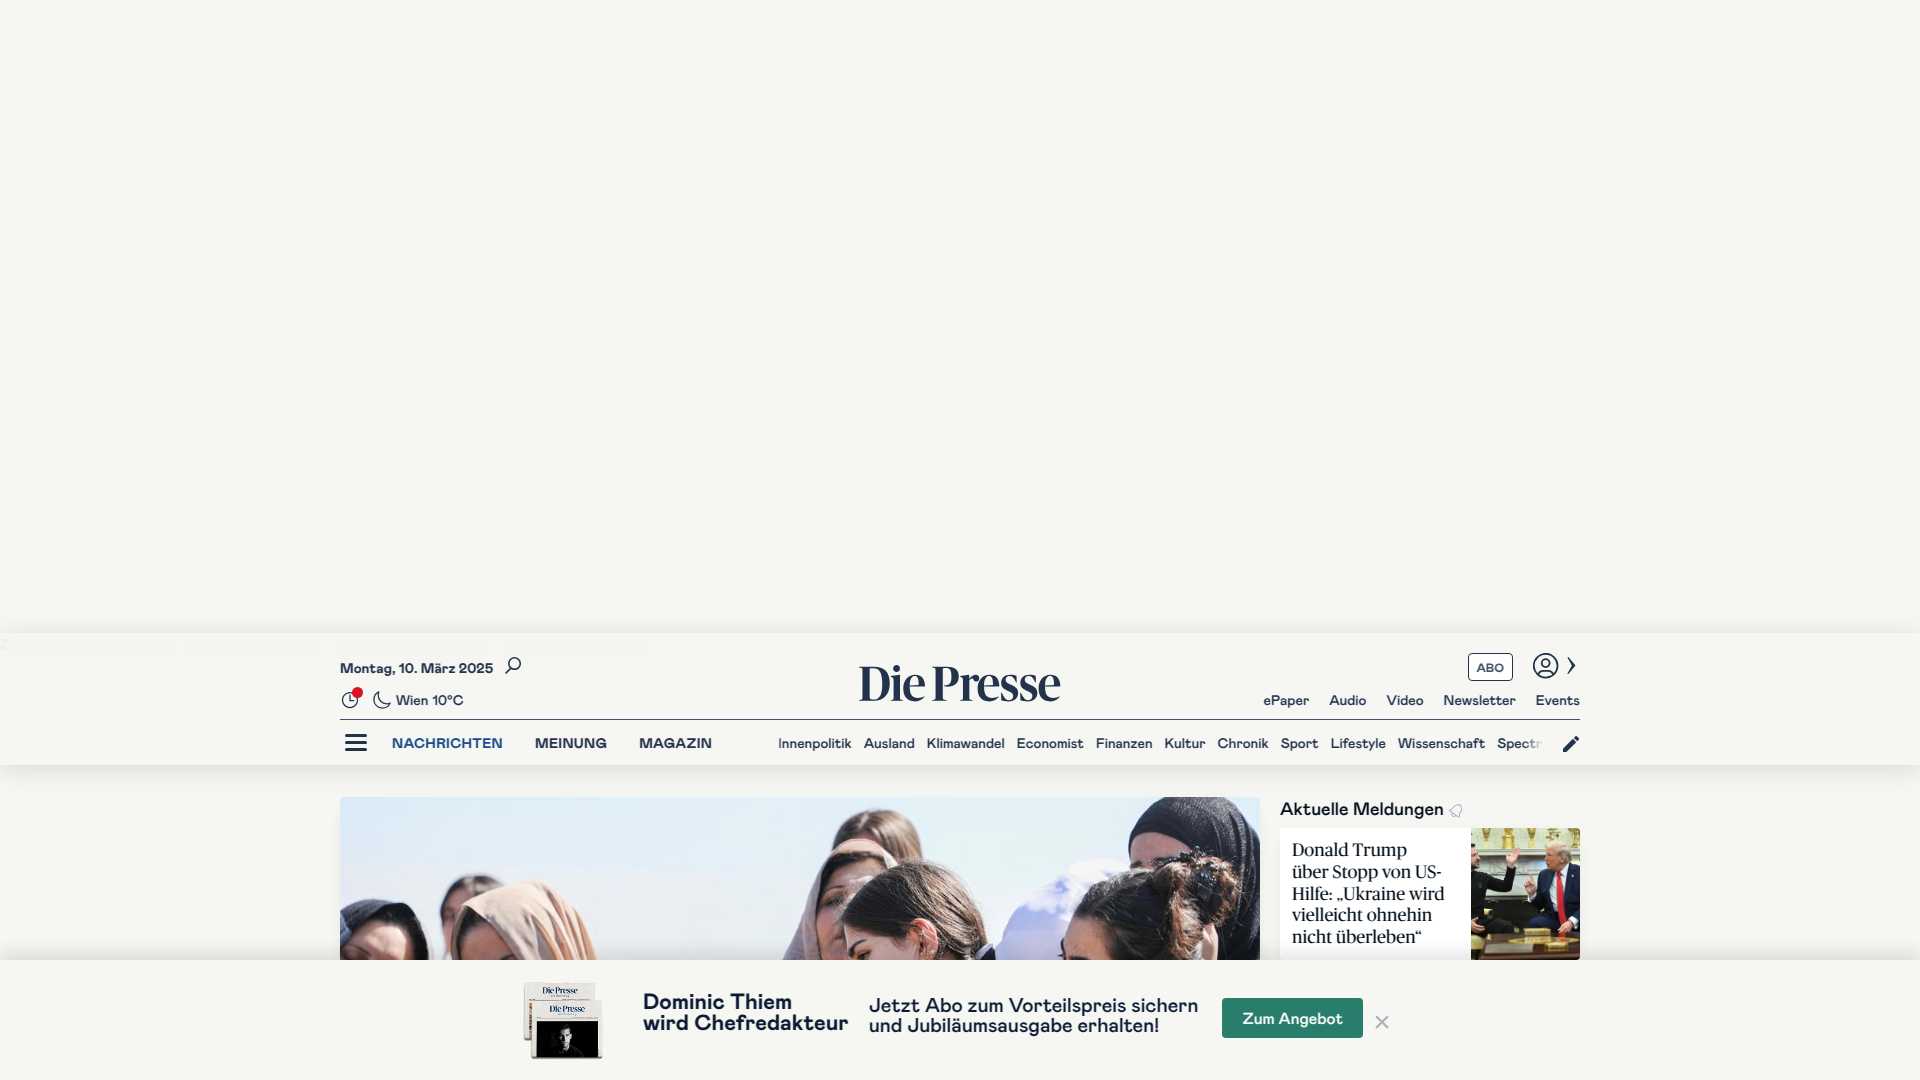 Montag, 10. März 2025
Die Presse
ABO
Wien 10°C
ePaper Audio Video Newsletter Events
NACHRICHTEN MEINUNG MAGAZIN Innenpolitik Ausland Klimawandel Economist Finanzen Kultur Chronik Sport Lifestyle Wissenschaft Spectr
Aktuelle Meldungen
Donald Trump
über Stopp von US-
Hilfe: „Ukraine wird
vielleicht ohnehin
nicht überleben“
Die Presse
Die Presse
Dominic Thiem
wird Chefredakteur
Jetzt Abo zum Vorteilspreis sichern
und Jubiläumsausgabe erhalten!
Zum Angebot